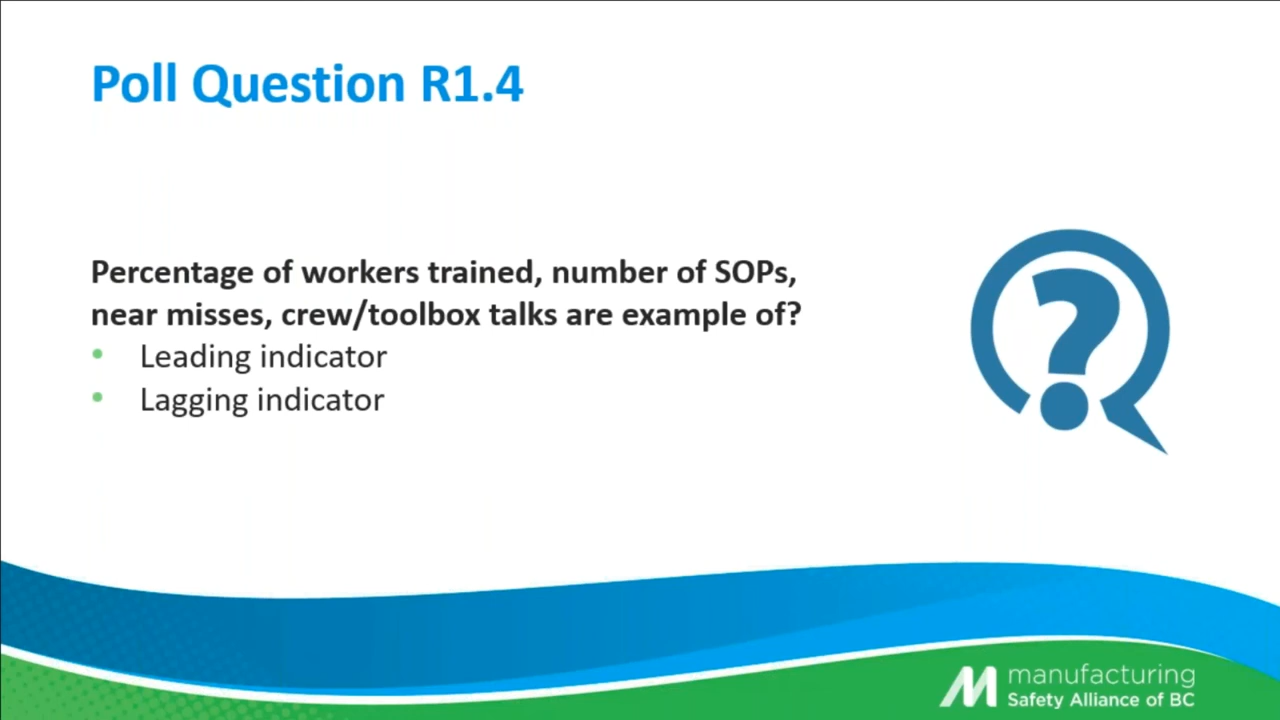 Poll Question R1.4
Percentage of workers trained, number of SOPs,
near misses, crew/toolbox talks are example of?
• Leading indicator
• Lagging indicator
manufacturing
Safety Alliance of BC